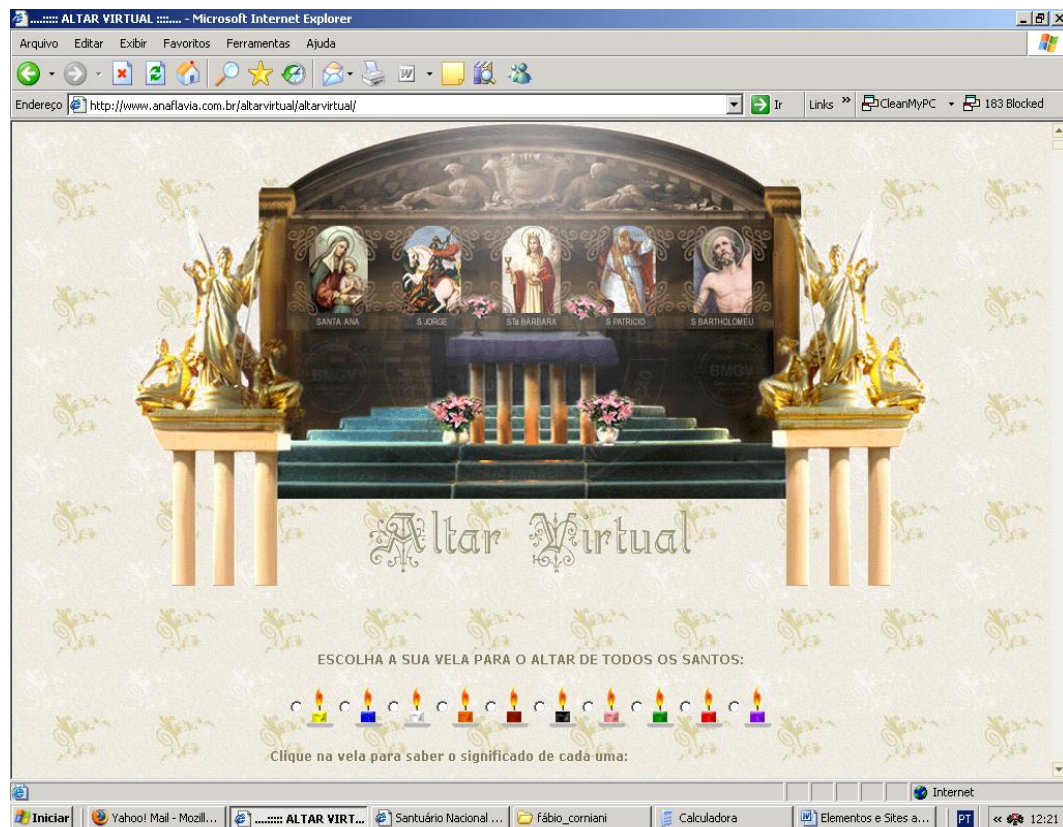 ....::::: ALTAR VIRTUAL ::::.... - Microsoft Internet Explorer
Arquivo Editar Exibir Favoritos Ferramentas Ajuda
Endereço http://www.anaflavia.com.br/altarvirtual/altarvirtual/ Ir Links » CleanMyPC 183 Blocked
SANTA ANA S JORGE STa BÁRBARA S PATRICIO S BARTHOLOMEU
BMGV BMGV
Altar Virtual
ESCOLHA A SUA VELA PARA O ALTAR DE TODOS OS SANTOS:
Clique na vela para saber o significado de cada uma:
Internet
Iniciar Yahoo! Mail - Mozill... ....::::: ALTAR VIRT... Santuário Nacional ... fábio_corniani Calculadora Elementos e Sites a... PT « 12:21